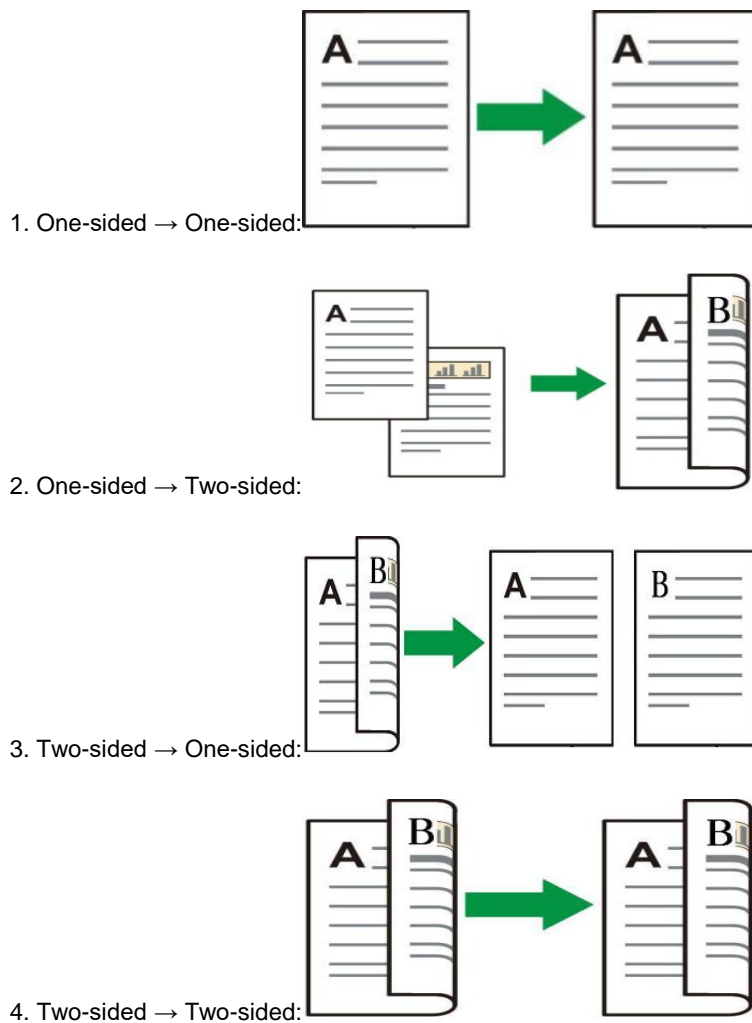 A A
1. One-sided → One-sided:
A A B
2. One-sided → Two-sided:
A B A B
3. Two-sided → One-sided:
A B A B
4. Two-sided → Two-sided: